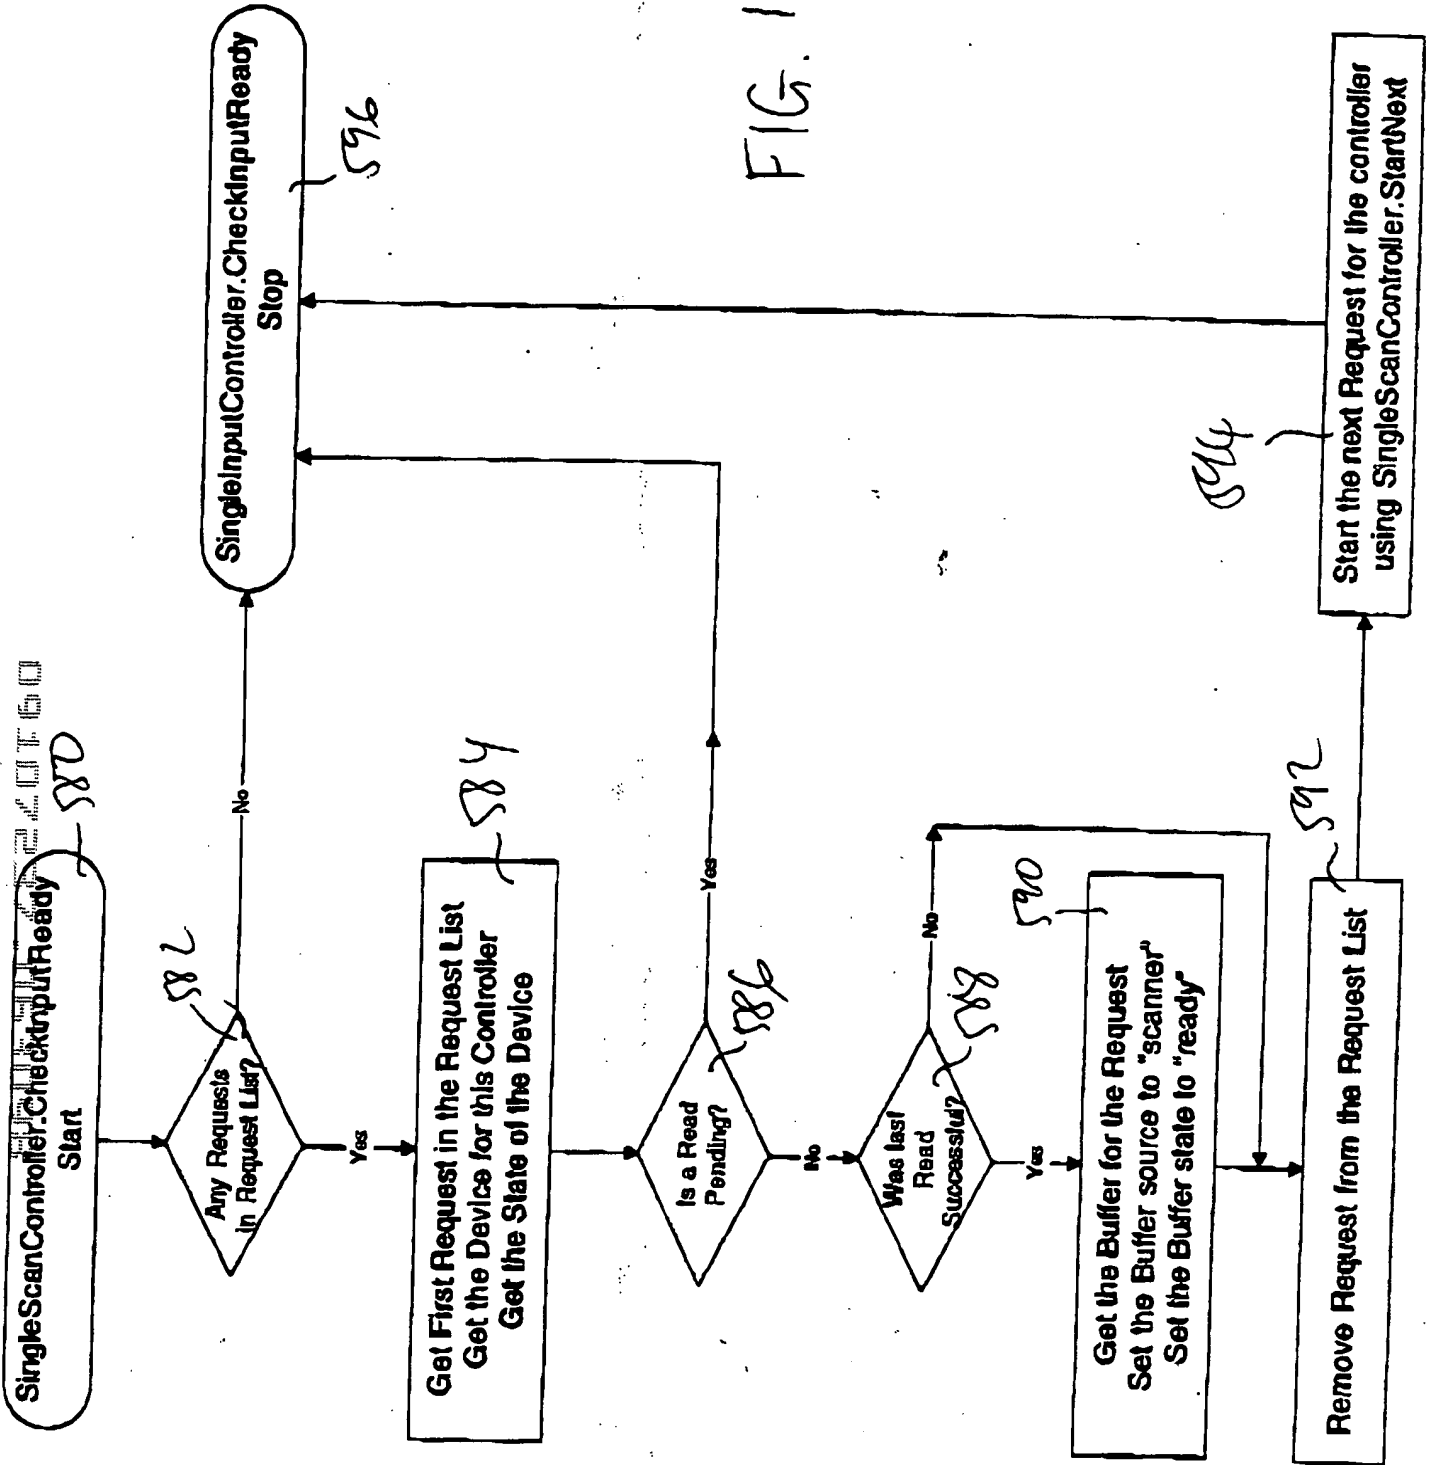 SingleScanController.CheckInputReady
Start
580
Any Requests
in Request List?
582
No
Yes
SingleInputController.CheckInputReady
Stop
596
Get First Request in the Request List
Get the Device for this Controller
Get the State of the Device
584
Is a Read
Pending?
586
Yes
No
Was last
Read
Successful?
588
No
Yes
Get the Buffer for the Request
Set the Buffer source to "scanner"
Set the Buffer state to "ready"
590
Remove Request from the Request List
592
Start the next Request for the controller
using SingleScanController.StartNext
594
FIG. 1